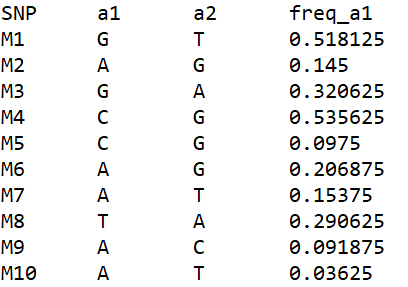 SNP a1 a2 freq_a1
M1 G T 0.518125
M2 A G 0.145
M3 G A 0.320625
M4 C G 0.535625
M5 C G 0.0975
M6 A G 0.206875
M7 A T 0.15375
M8 T A 0.290625
M9 A C 0.091875
M10 A T 0.03625